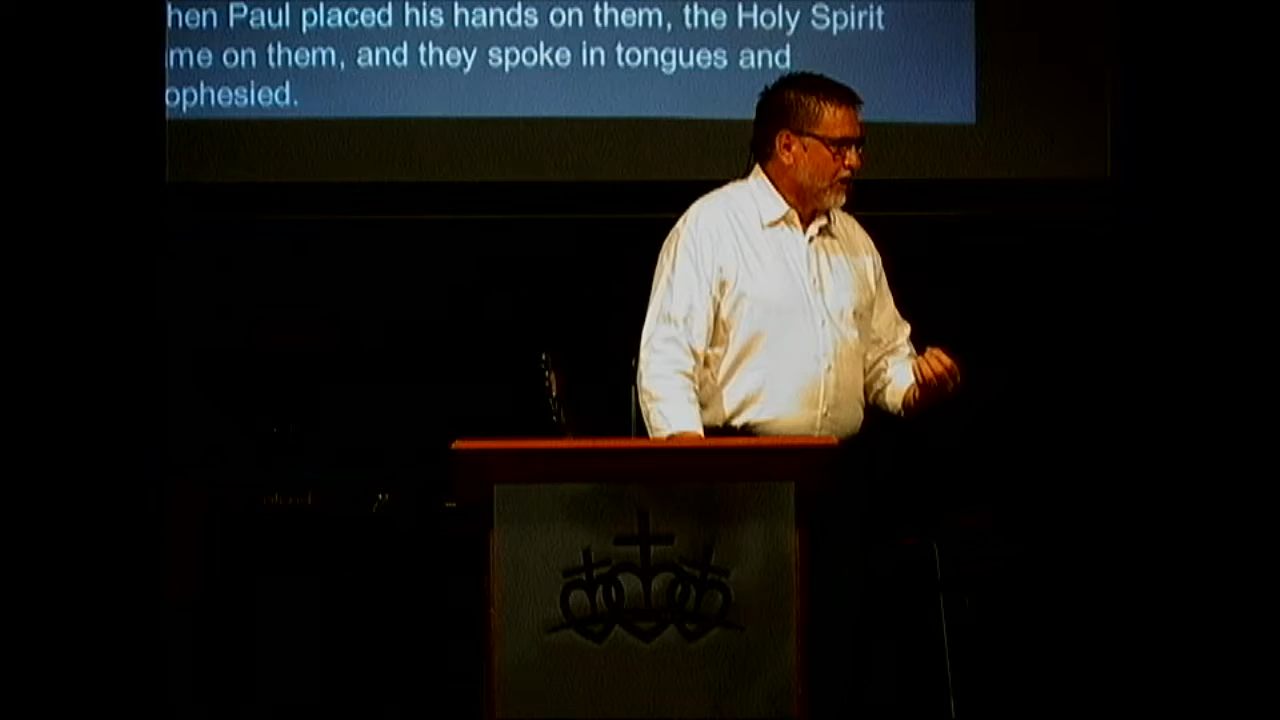 hen Paul placed his hands on them, the Holy Spirit
me on them, and they spoke in tongues and
ophesied.